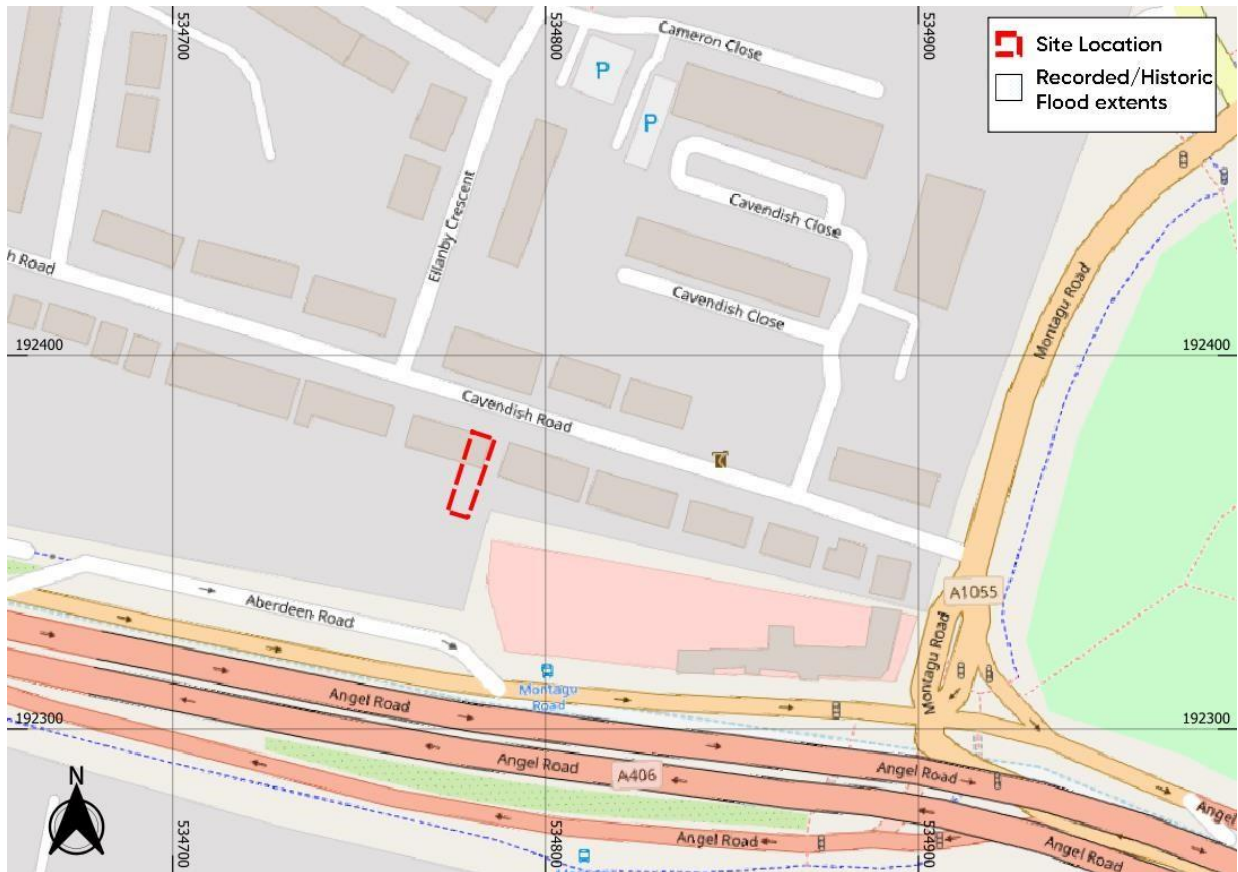 534700
534800
534900
Cameron Close
P
P
Site Location
Recorded/Historic
Flood extents
Ellanby Crescent
Cavendish Close
Cavendish Close
Montagu Road
h Road
192400
192400
Cavendish Road
A1055
Aberdeen Road
Montagu Road
Montagu
Road
Angel Road
192300
192300
Angel Road
A406
Angel Road
Angel
Angel Road
Angel Road
N
534700
534800
534900